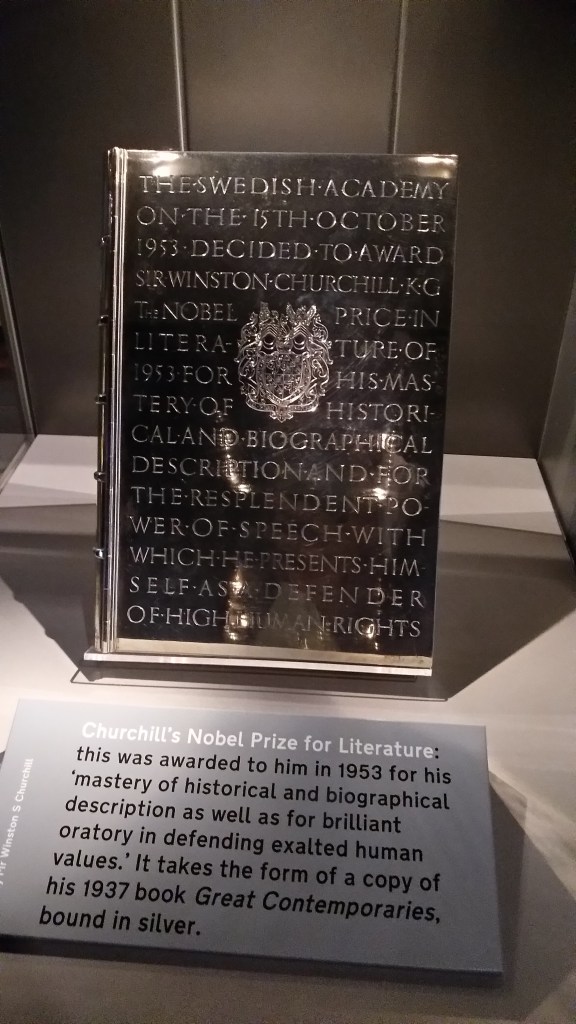 THE·SWEDISH·ACADEMY
ON·THE·15TH·OCTOBER
1953·DECIDED·TO·AWARD
SIR·WINSTON·CHURCHILL·K·G
THE·NOBEL PRICE·IN
LITERA- TURE·OF
1953·FOR HIS·MAS-
TERY·OF HISTORI-
CAL·AND·BIOGRAPHICAL
DESCRIPTION·AND·FOR
THE·RESPLENDENT·PO-
WER·OF·SPEECH·WITH
WHICH·HE·PRESENTS·HIM-
SELF·AS·A·DEFENDER
OF·HIGH·HUMAN·RIGHTS
Churchill's Nobel Prize for Literature:
this was awarded to him in 1953 for his
'mastery of historical and biographical
description as well as for brilliant
oratory in defending exalted human
values.' It takes the form of a copy of
his 1937 book Great Contemporaries,
bound in silver.
Mr Winston S Churchill